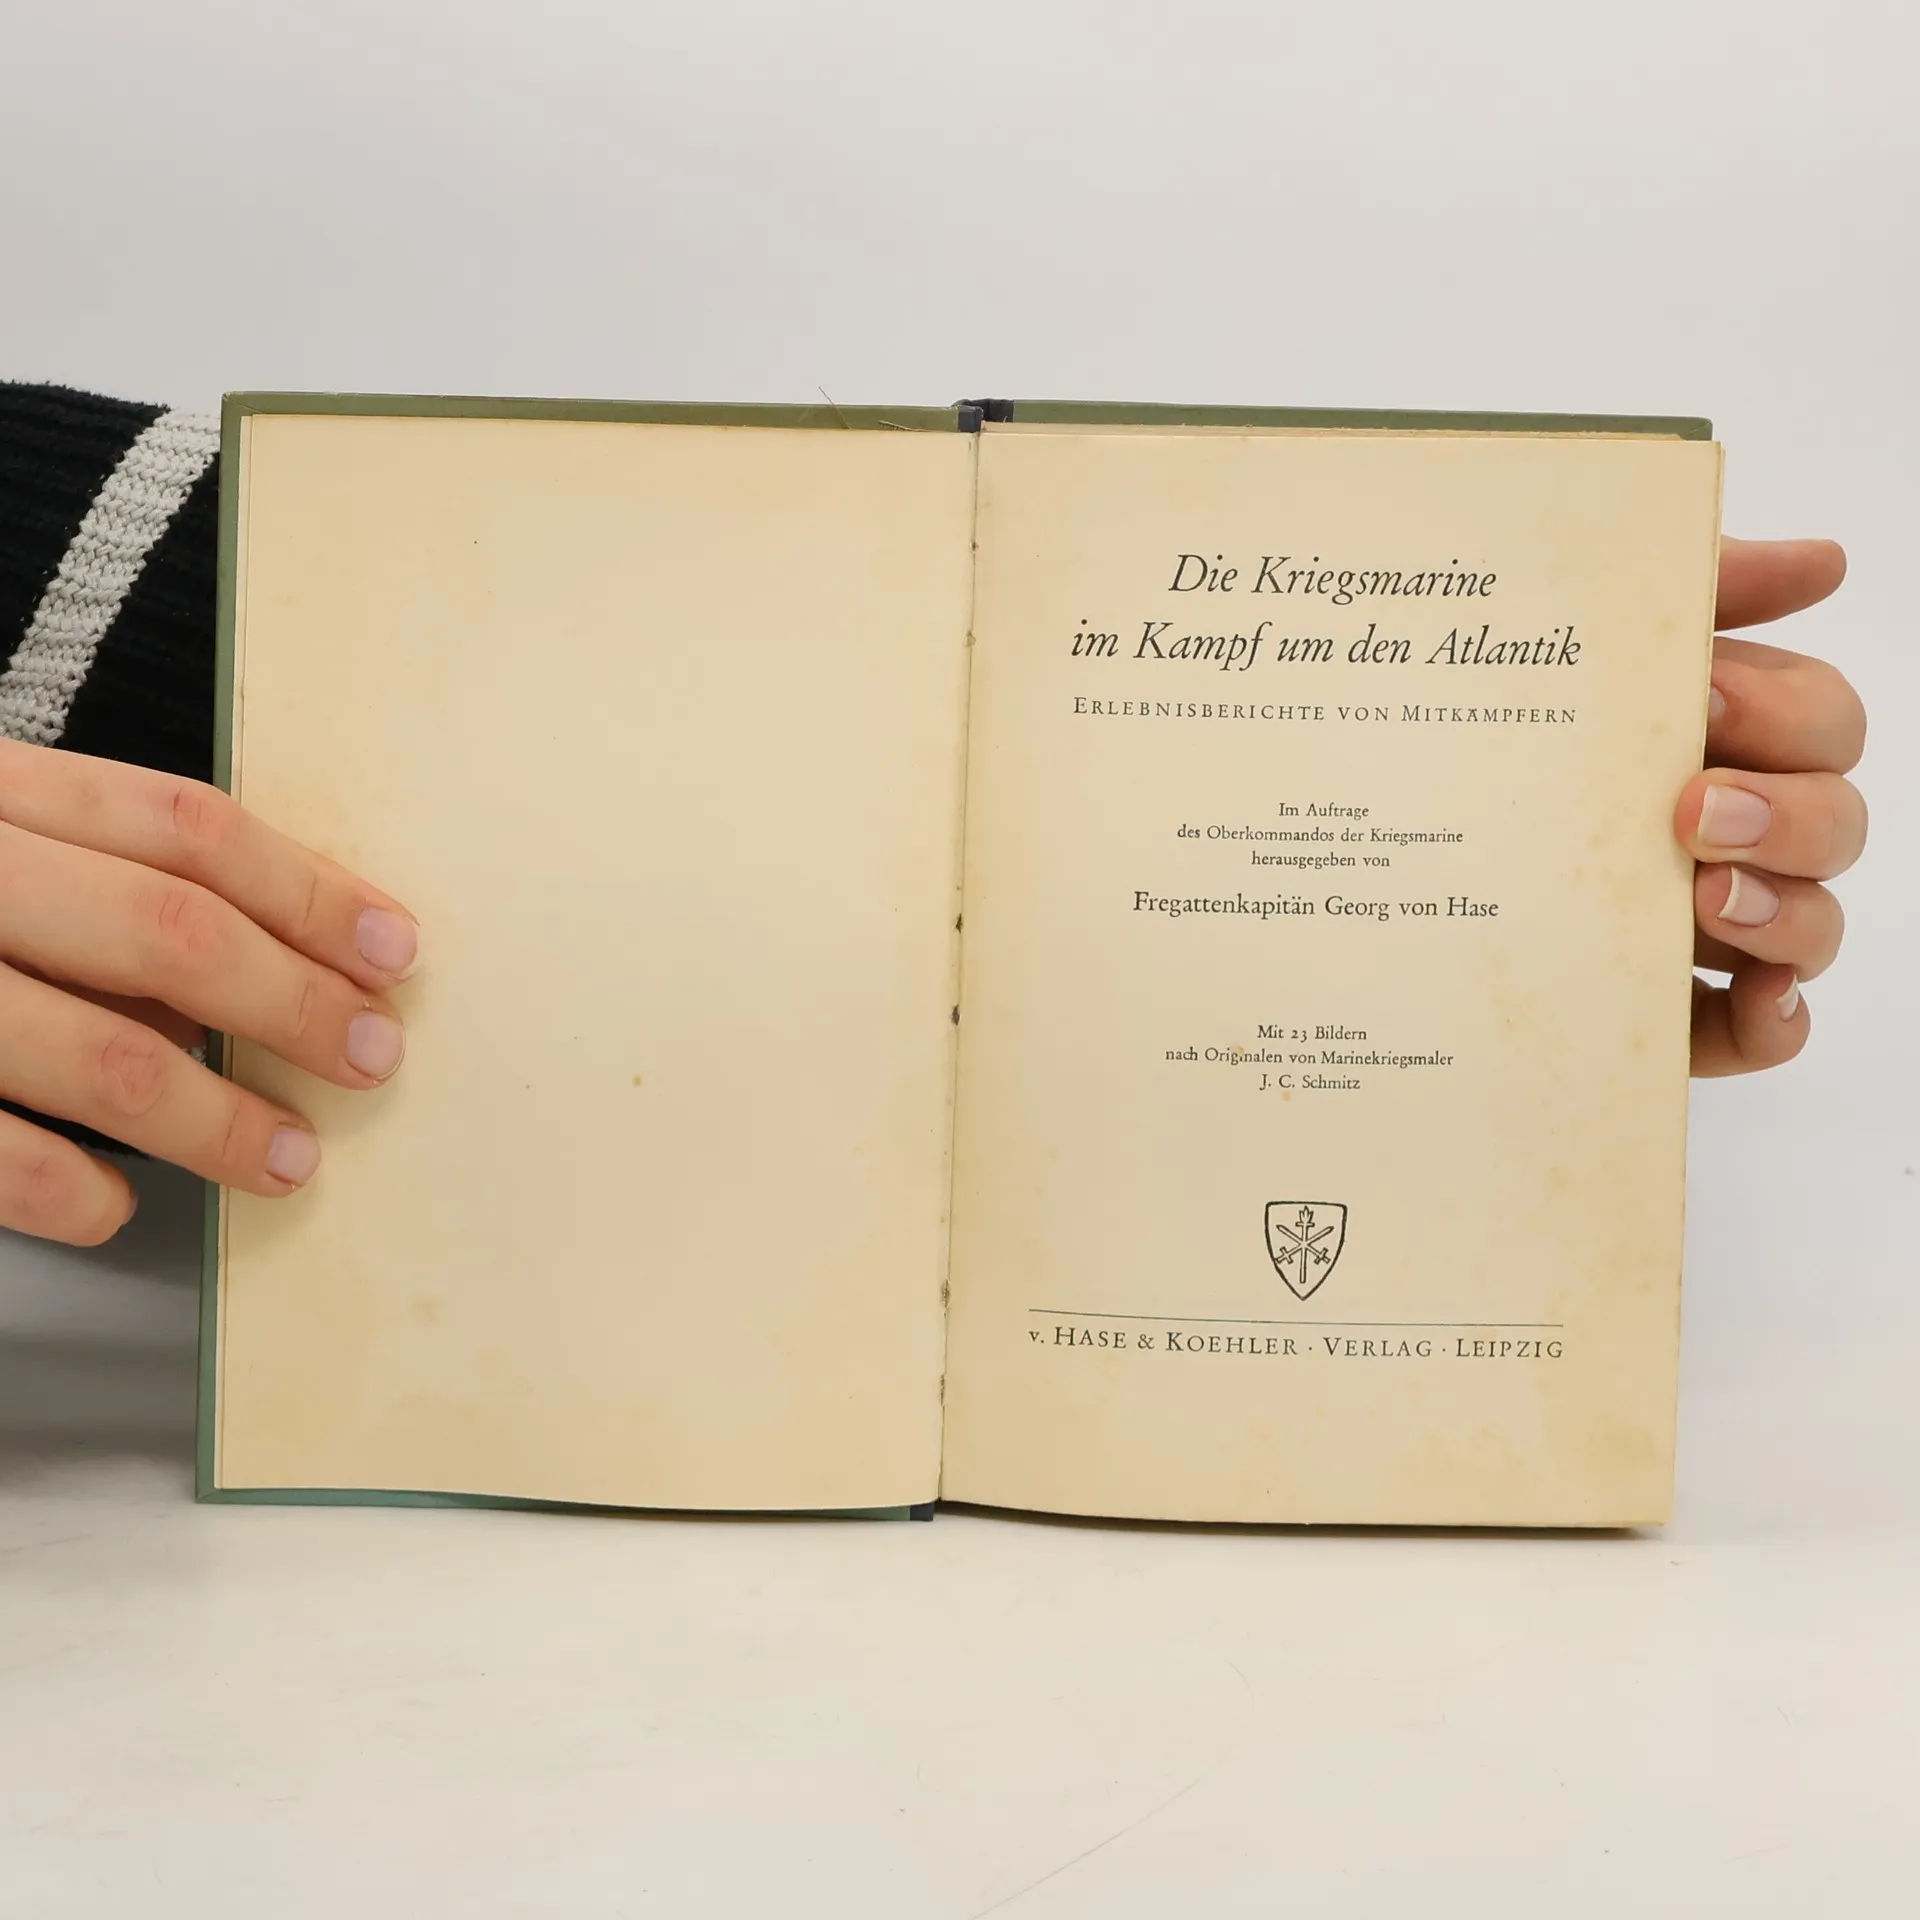 Die Kriegsmarine
im Kampf um den Atlantik
ERLEBNISBERICHTE VON MITKÄMPFERN
Im Auftrage
des Oberkommandos der Kriegsmarine
herausgegeben von
Fregattenkapitän Georg von Hase
Mit 23 Bildern
nach Originalen von Marinekriegsmaler
J. C. Schmitz
v. HASE & KOEHLER · VERLAG · LEIPZIG